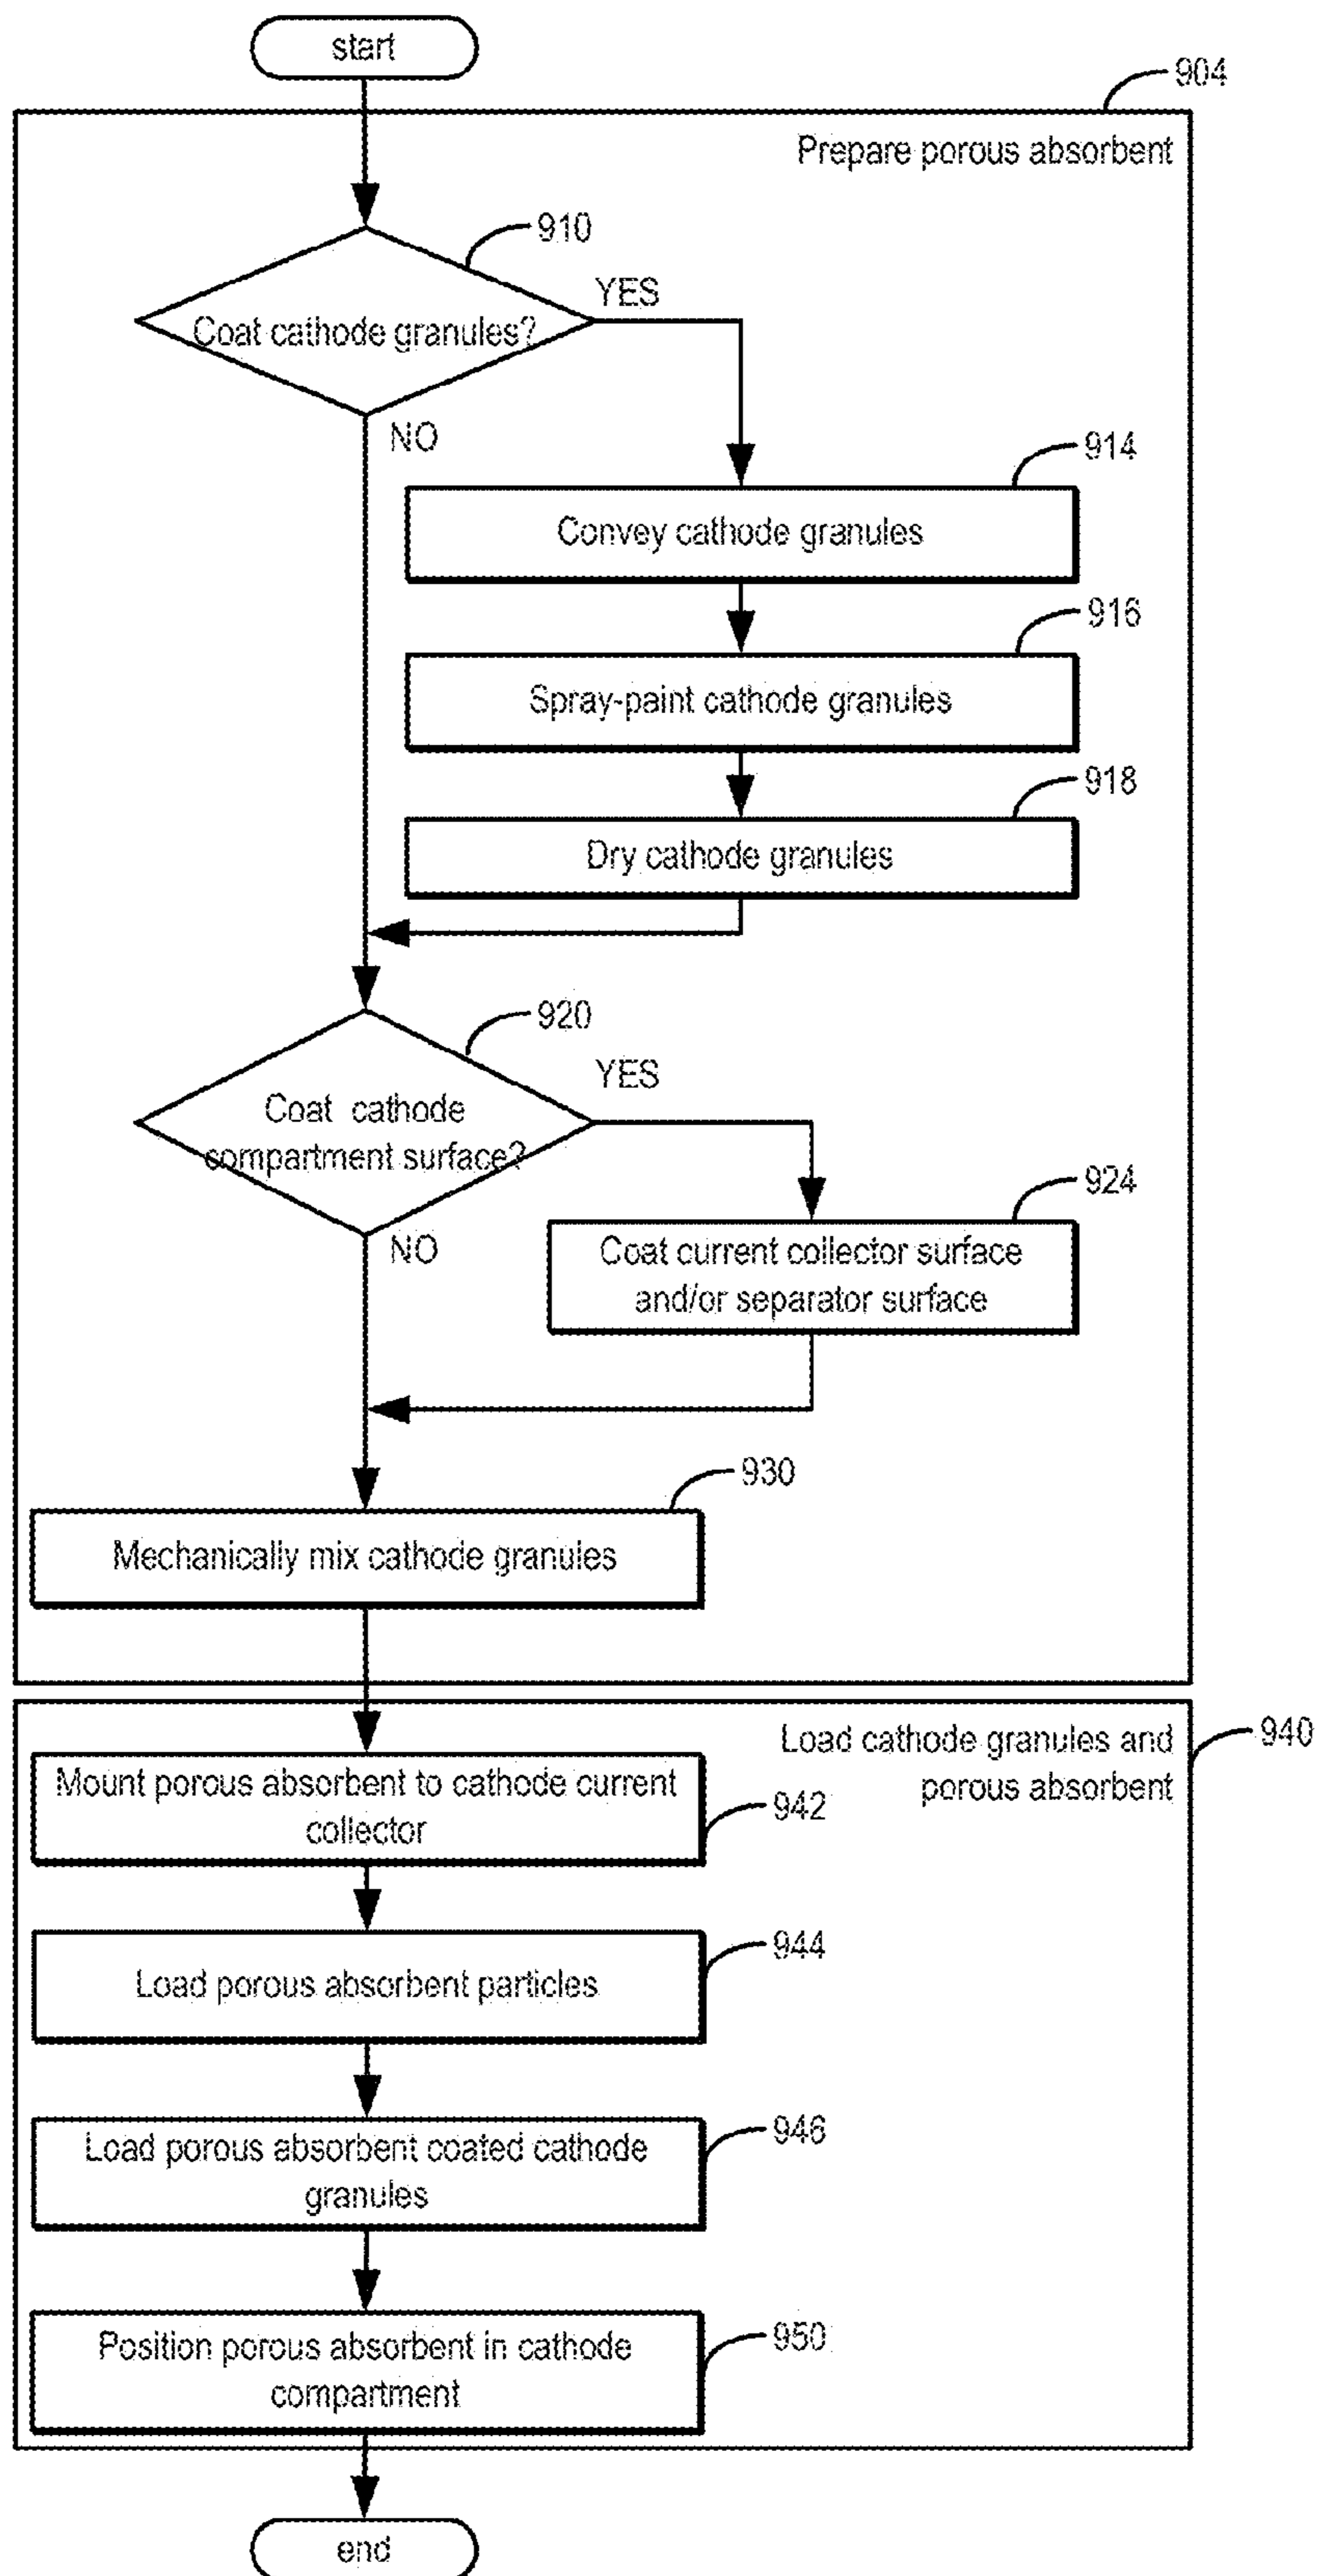 start
904
Prepare porous absorbent
910
YES
Coat cathode granules?
NO
914
Convey cathode granules
916
Spray-paint cathode granules
918
Dry cathode granules
920
YES
Coat cathode
compartment surface?
NO
924
Coat current collector surface
and/or separator surface
930
Mechanically mix cathode granules
940
Load cathode granules and
porous absorbent
Mount porous absorbent to cathode current
collector
942
944
Load porous absorbent particles
946
Load porous absorbent coated cathode
granules
950
Position porous absorbent in cathode
compartment
end